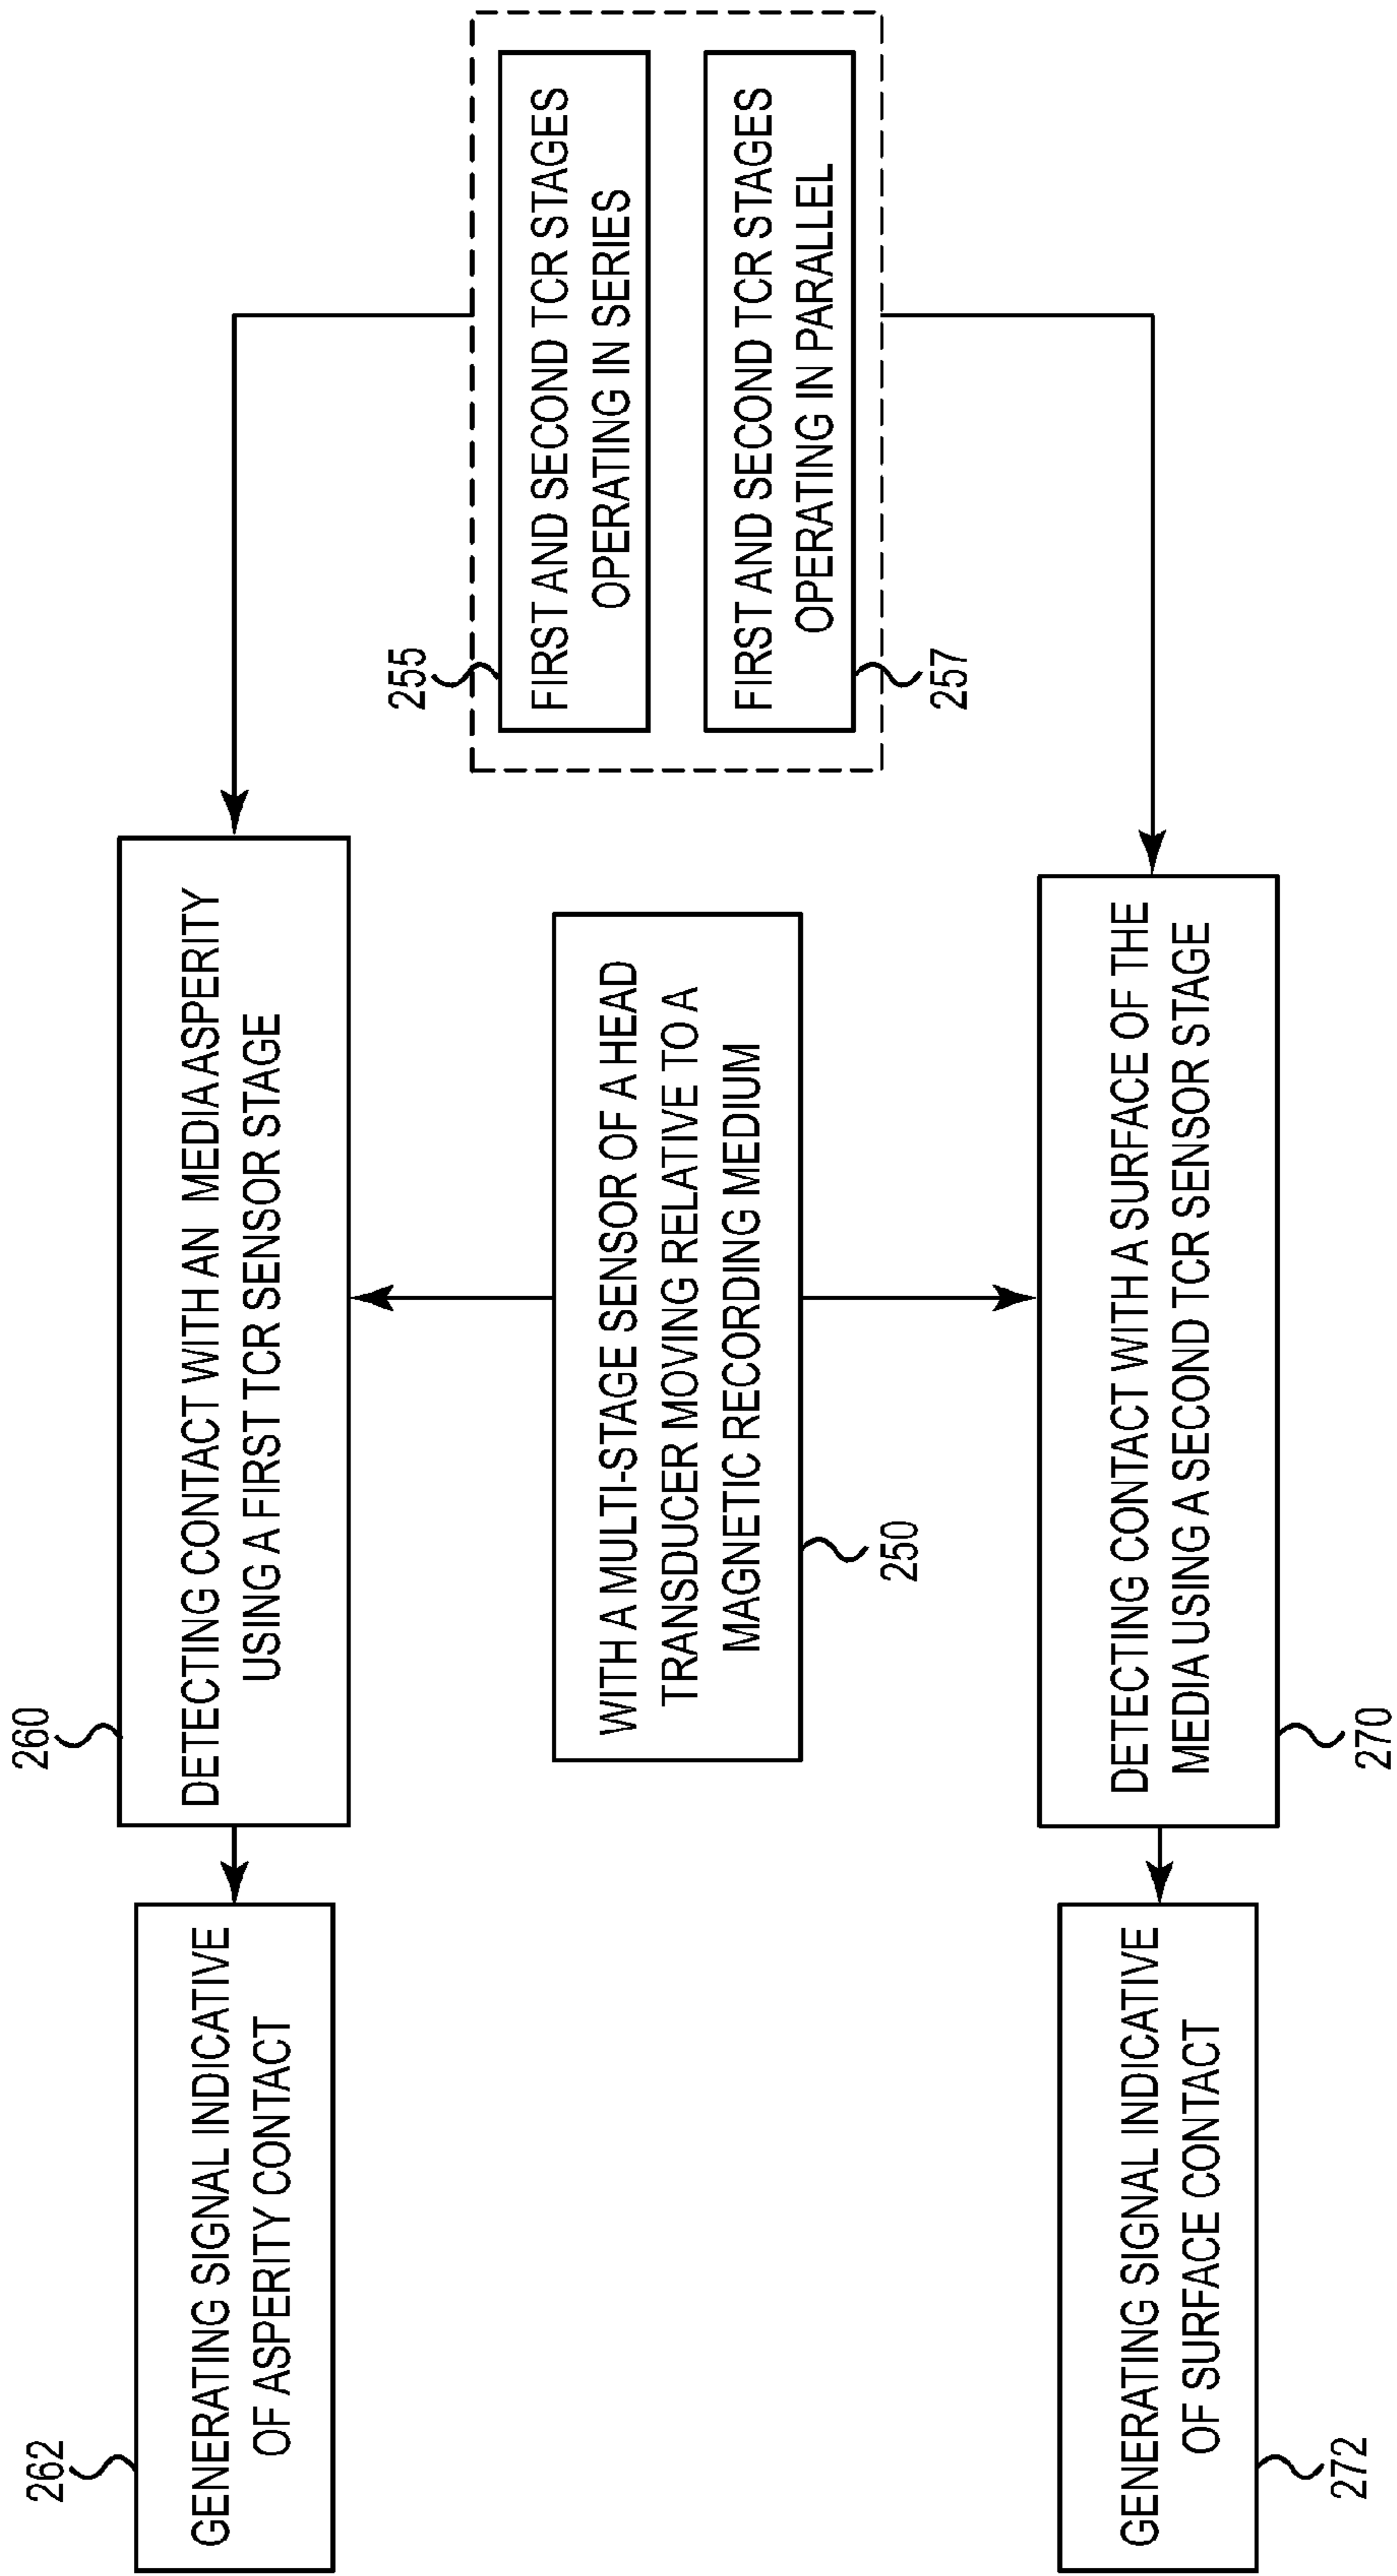 255
FIRST AND SECOND TCR STAGES
OPERATING IN SERIES
FIRST AND SECOND TCR STAGES
OPERATING IN PARALLEL
257
260
DETECTING CONTACT WITH AN MEDIA ASPERITY
USING A FIRST TCR SENSOR STAGE
WITH A MULTI-STAGE SENSOR OF A HEAD
TRANSDUCER MOVING RELATIVE TO A
MAGNETIC RECORDING MEDIUM
250
DETECTING CONTACT WITH A SURFACE OF THE
MEDIA USING A SECOND TCR SENSOR STAGE
270
262
GENERATING SIGNAL INDICATIVE
OF ASPERITY CONTACT
GENERATING SIGNAL INDICATIVE
OF SURFACE CONTACT
272